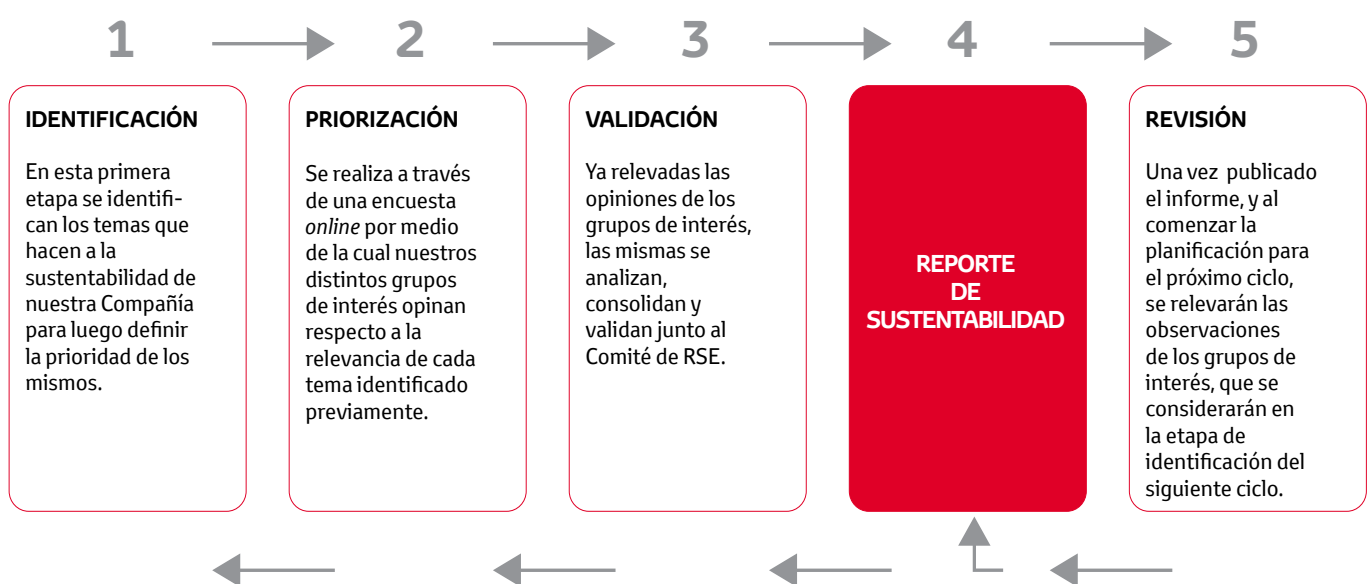 1
2
3
4
5
IDENTIFICACIÓN
En esta primera
etapa se identifi-
can los temas que
hacen a la
sustentabilidad de
nuestra Compañía
para luego definir
la prioridad de los
mismos.
PRIORIZACIÓN
Se realiza a través
de una encuesta
online por medio
de la cual nuestros
distintos grupos
de interés opinan
respecto a la
relevancia de cada
tema identificado
previamente.
VALIDACIÓN
Ya relevadas las
opiniones de los
grupos de interés,
las mismas se
analizan,
consolidan y
validan junto al
Comité de RSE.
REPORTE
DE
SUSTENTABILIDAD
REVISIÓN
Una vez publicado
el informe, y al
comenzar la
planificación para
el próximo ciclo,
se relevarán las
observaciones
de los grupos de
interés, que se
considerarán en
la etapa de
identificación del
siguiente ciclo.